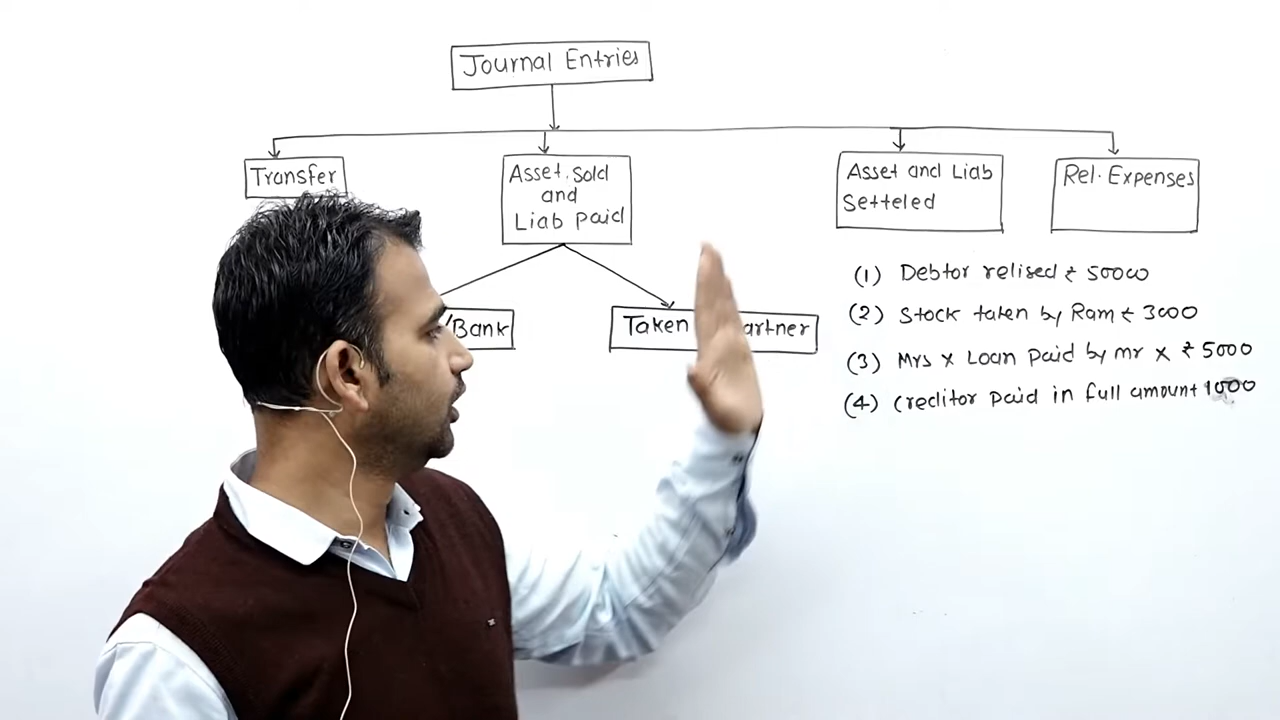 Journal Entries
Transfer
Asset. Sold
and
Liab paid
Asset and Liab
Setteled
Rel. Expenses
/Bank
Taken artner
(1) Debtor relised ₹ 50000
(2) Stock taken by Ram ₹ 3000
(3) Mrs X Loan paid by mr X ₹ 5000
(4) Creditor paid in full amount 1000